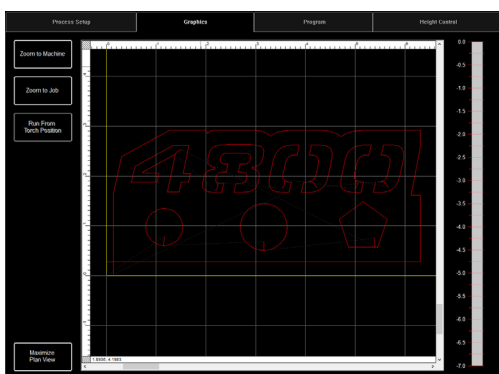 Process Setup
Graphics
Program
Height Control
Zoom to Machine
Zoom to Job
Run From
Torch Position
Maximize
Plan View
4800
0.0
-0.5
-1.0
-1.5
-2.0
-2.5
-3.0
-3.5
-4.0
-4.5
-5.0
-5.5
-6.0
-6.5
-7.0